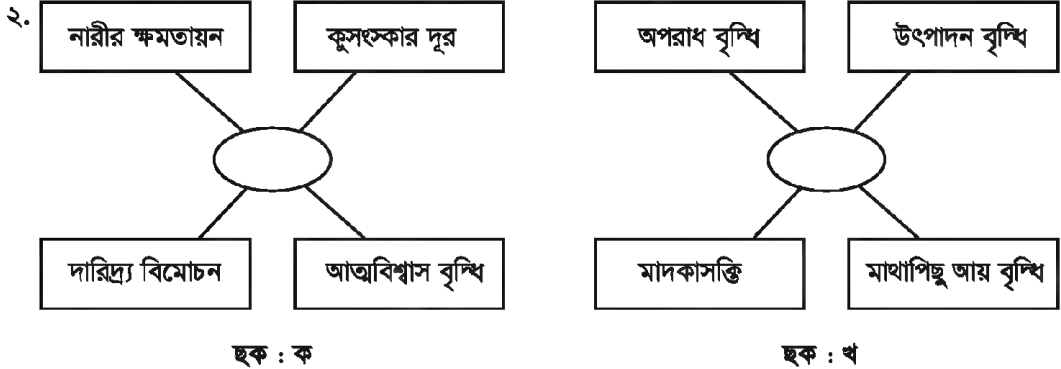 ২.
নারীর ক্ষমতায়ন
কুসংস্কার দূর
দারিদ্র্য বিমোচন
আত্মবিশ্বাস বৃদ্ধি
ছক : ক
অপরাধ বৃদ্ধি
উৎপাদন বৃদ্ধি
মাদকাসক্তি
মাথাপিছু আয় বৃদ্ধি
ছক : খ